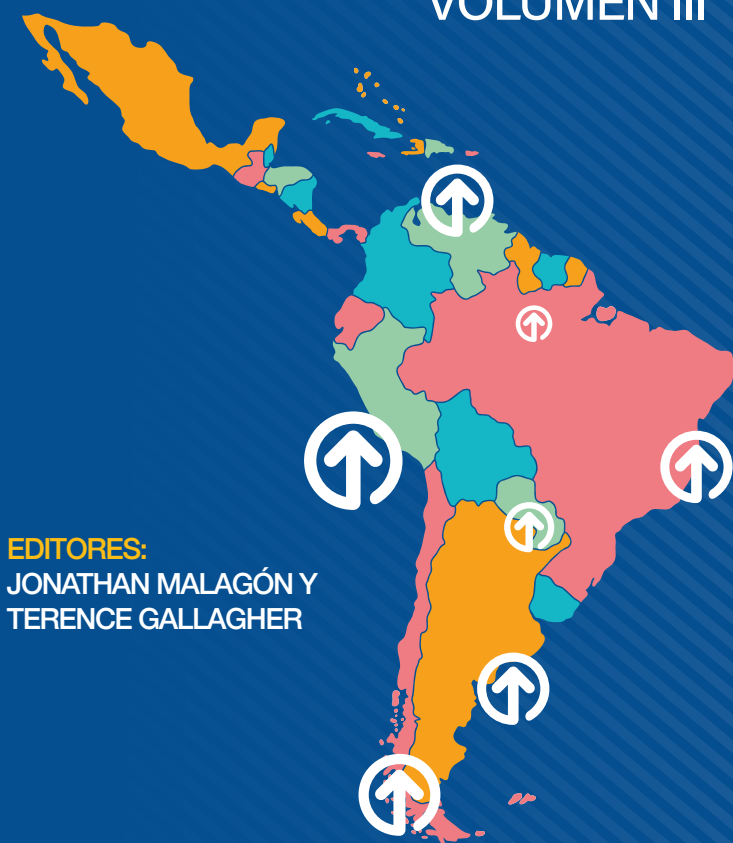 VOLUMEN III
EDITORES:
JONATHAN MALAGÓN Y
TERENCE GALLAGHER